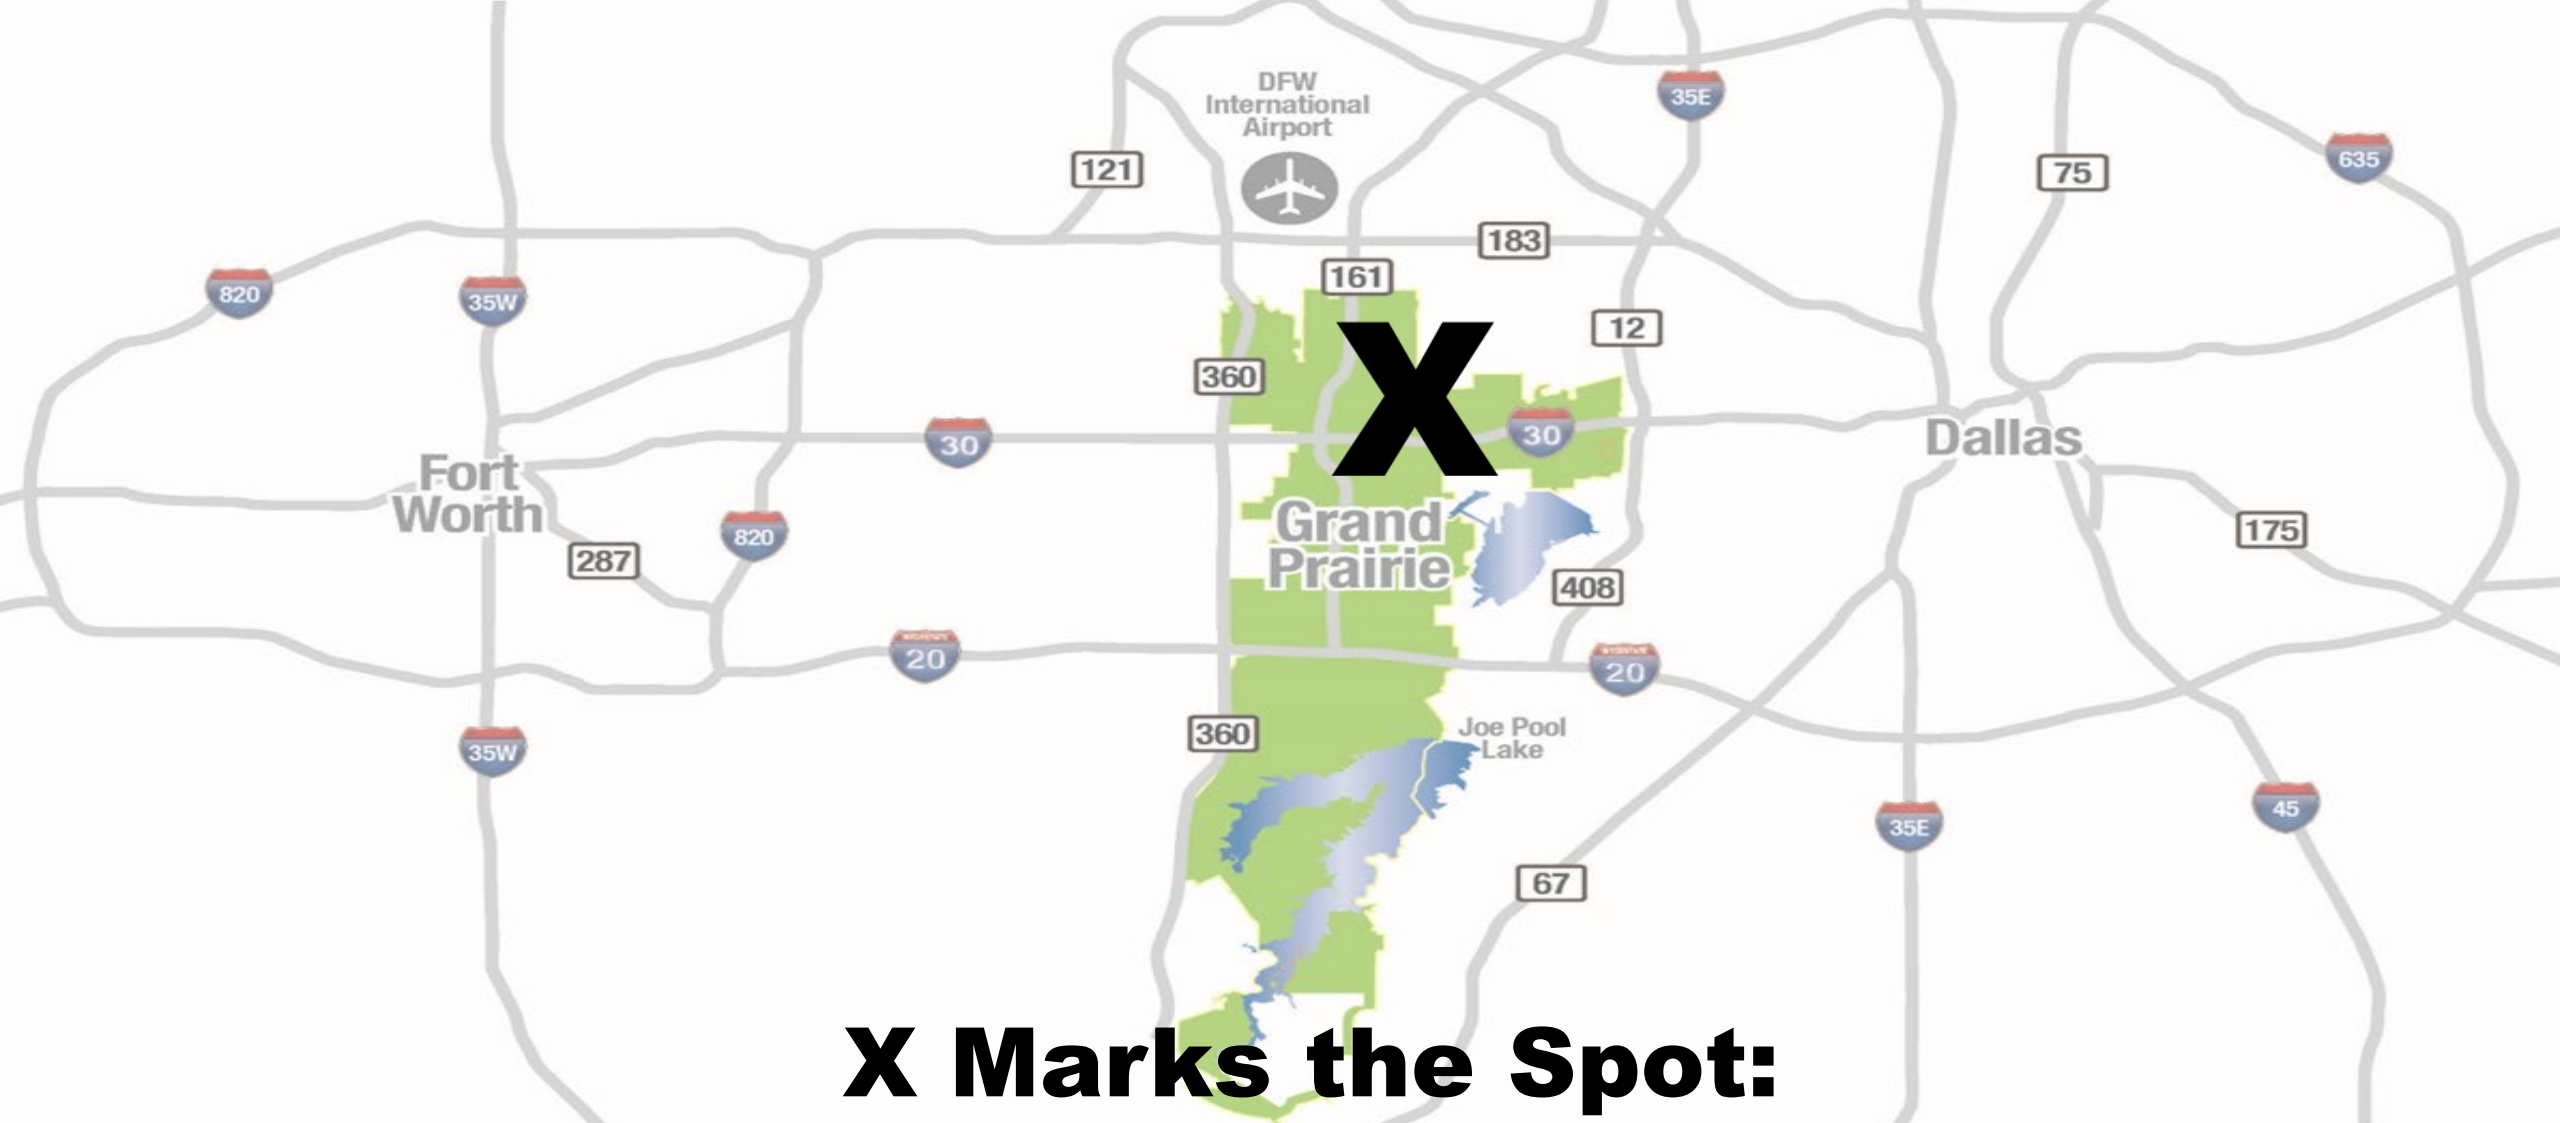 DFW
International
Airport
35E
121
75
635
183
161
820
35W
12
360
30
30
Dallas
Fort
Worth
X
Grand
Prairie
820
287
175
408
20
20
360
Joe Pool
Lake
35W
45
35E
67
X Marks the Spot: